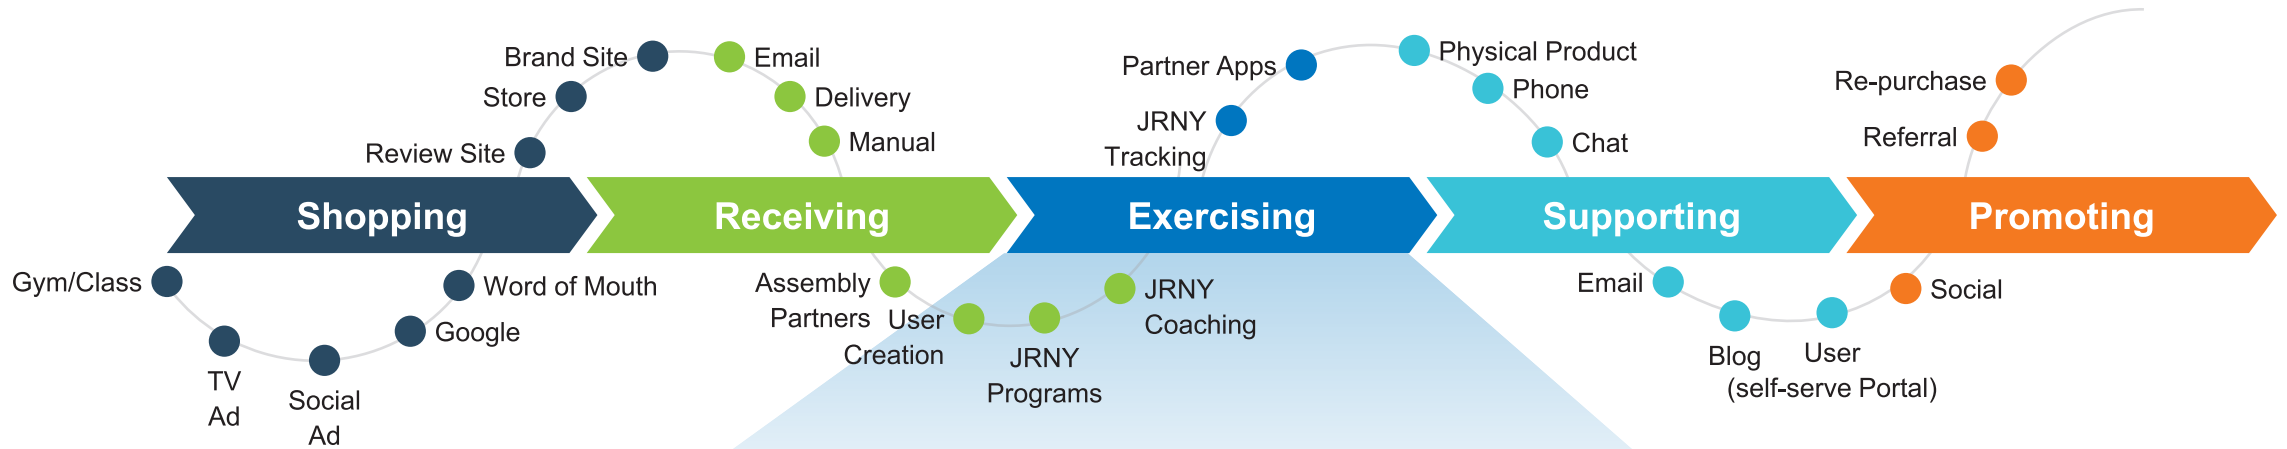 Brand Site
Email
Partner Apps
Physical Product
Store
Delivery
Phone
Re-purchase
JRNY
Tracking
Review Site
Manual
Chat
Referral
Shopping
Receiving
Exercising
Supporting
Promoting
Gym/Class
Word of Mouth
Assembly
Partners
JRNY
Coaching
Email
Social
Google
User
Creation
JRNY
Programs
Blog
User
(self-serve Portal)
TV
Ad
Social
Ad